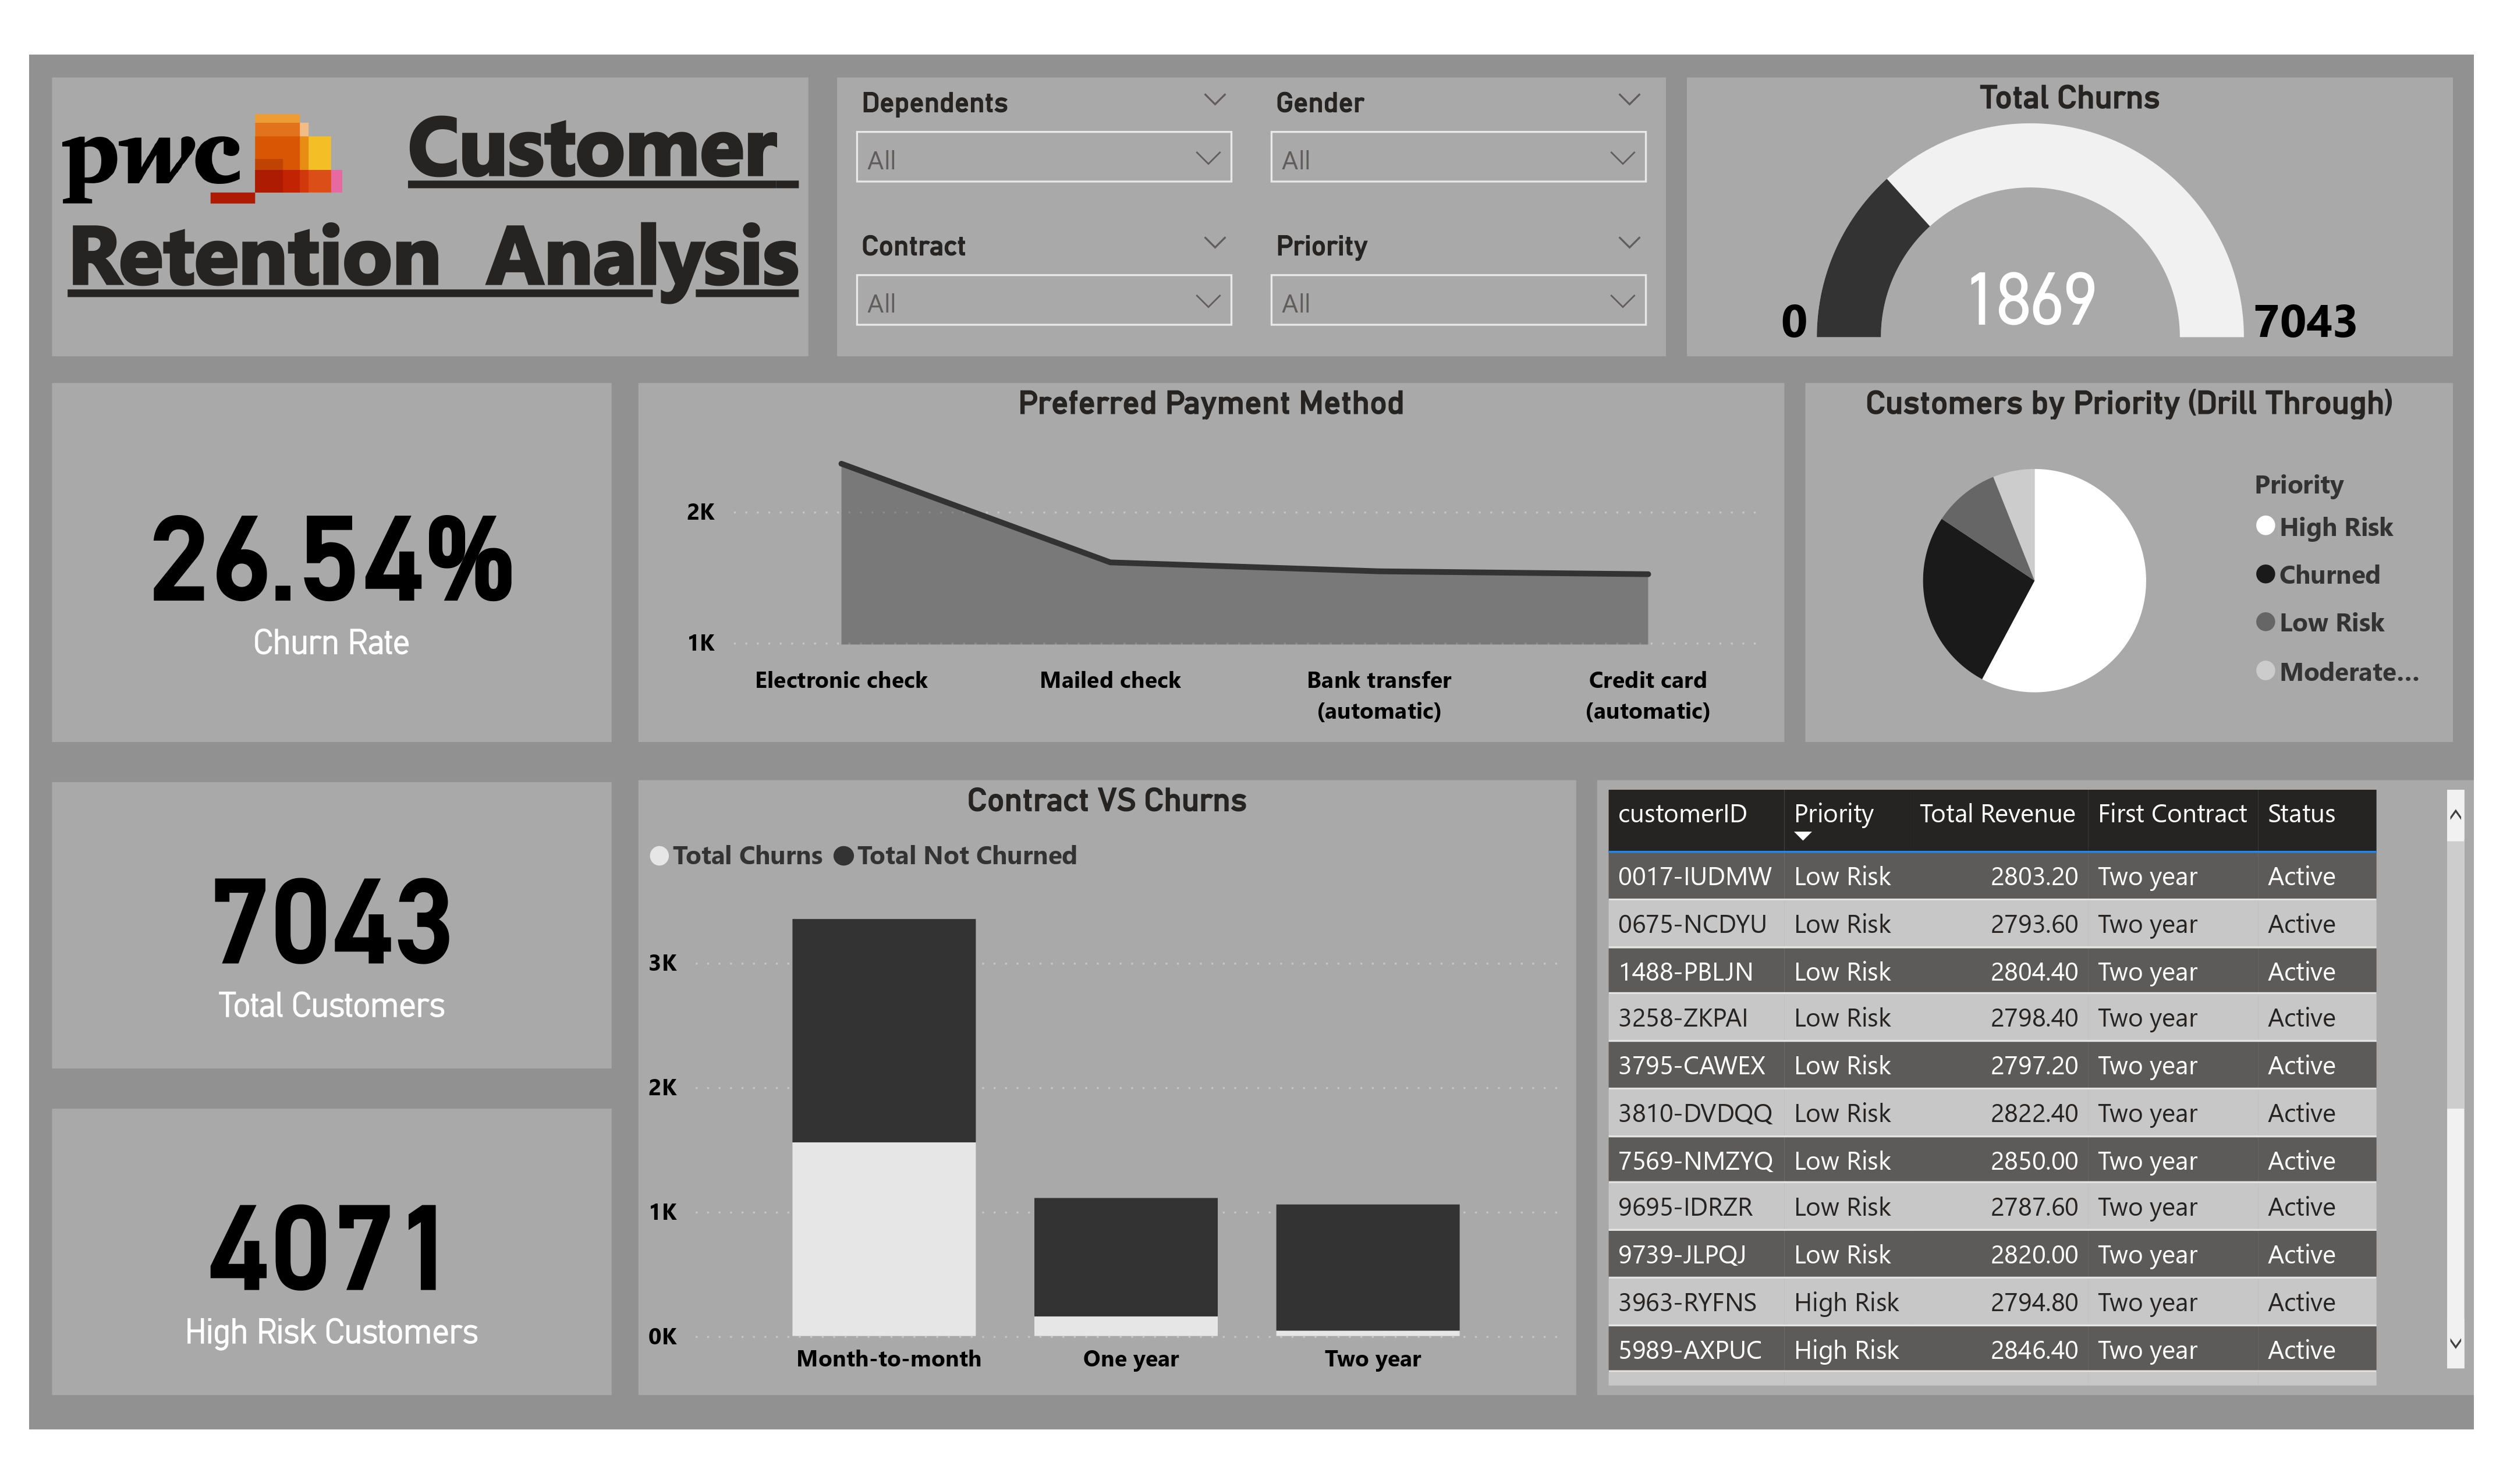 pwc Customer
Retention Analysis
Dependents
All
Gender
All
Contract
All
Priority
All
Total Churns
1869
0
7043
26.54%
Churn Rate
Preferred Payment Method
2K
1K
Electronic check
Mailed check
Bank transfer
(automatic)
Credit card
(automatic)
Customers by Priority (Drill Through)
Priority
High Risk
Churned
Low Risk
Moderate...
7043
Total Customers
4071
High Risk Customers
Contract VS Churns
Total Churns Total Not Churned
3K
2K
1K
0K
Month-to-month
One year
Two year
customerID Priority Total Revenue First Contract Status
0017-IUDMW Low Risk 2803.20 Two year Active
0675-NCDYU Low Risk 2793.60 Two year Active
1488-PBLJN Low Risk 2804.40 Two year Active
3258-ZKPAI Low Risk 2798.40 Two year Active
3795-CAWEX Low Risk 2797.20 Two year Active
3810-DVDQQ Low Risk 2822.40 Two year Active
7569-NMZYQ Low Risk 2850.00 Two year Active
9695-IDRZR Low Risk 2787.60 Two year Active
9739-JLPQJ Low Risk 2820.00 Two year Active
3963-RYFNS High Risk 2794.80 Two year Active
5989-AXPUC High Risk 2846.40 Two year Active